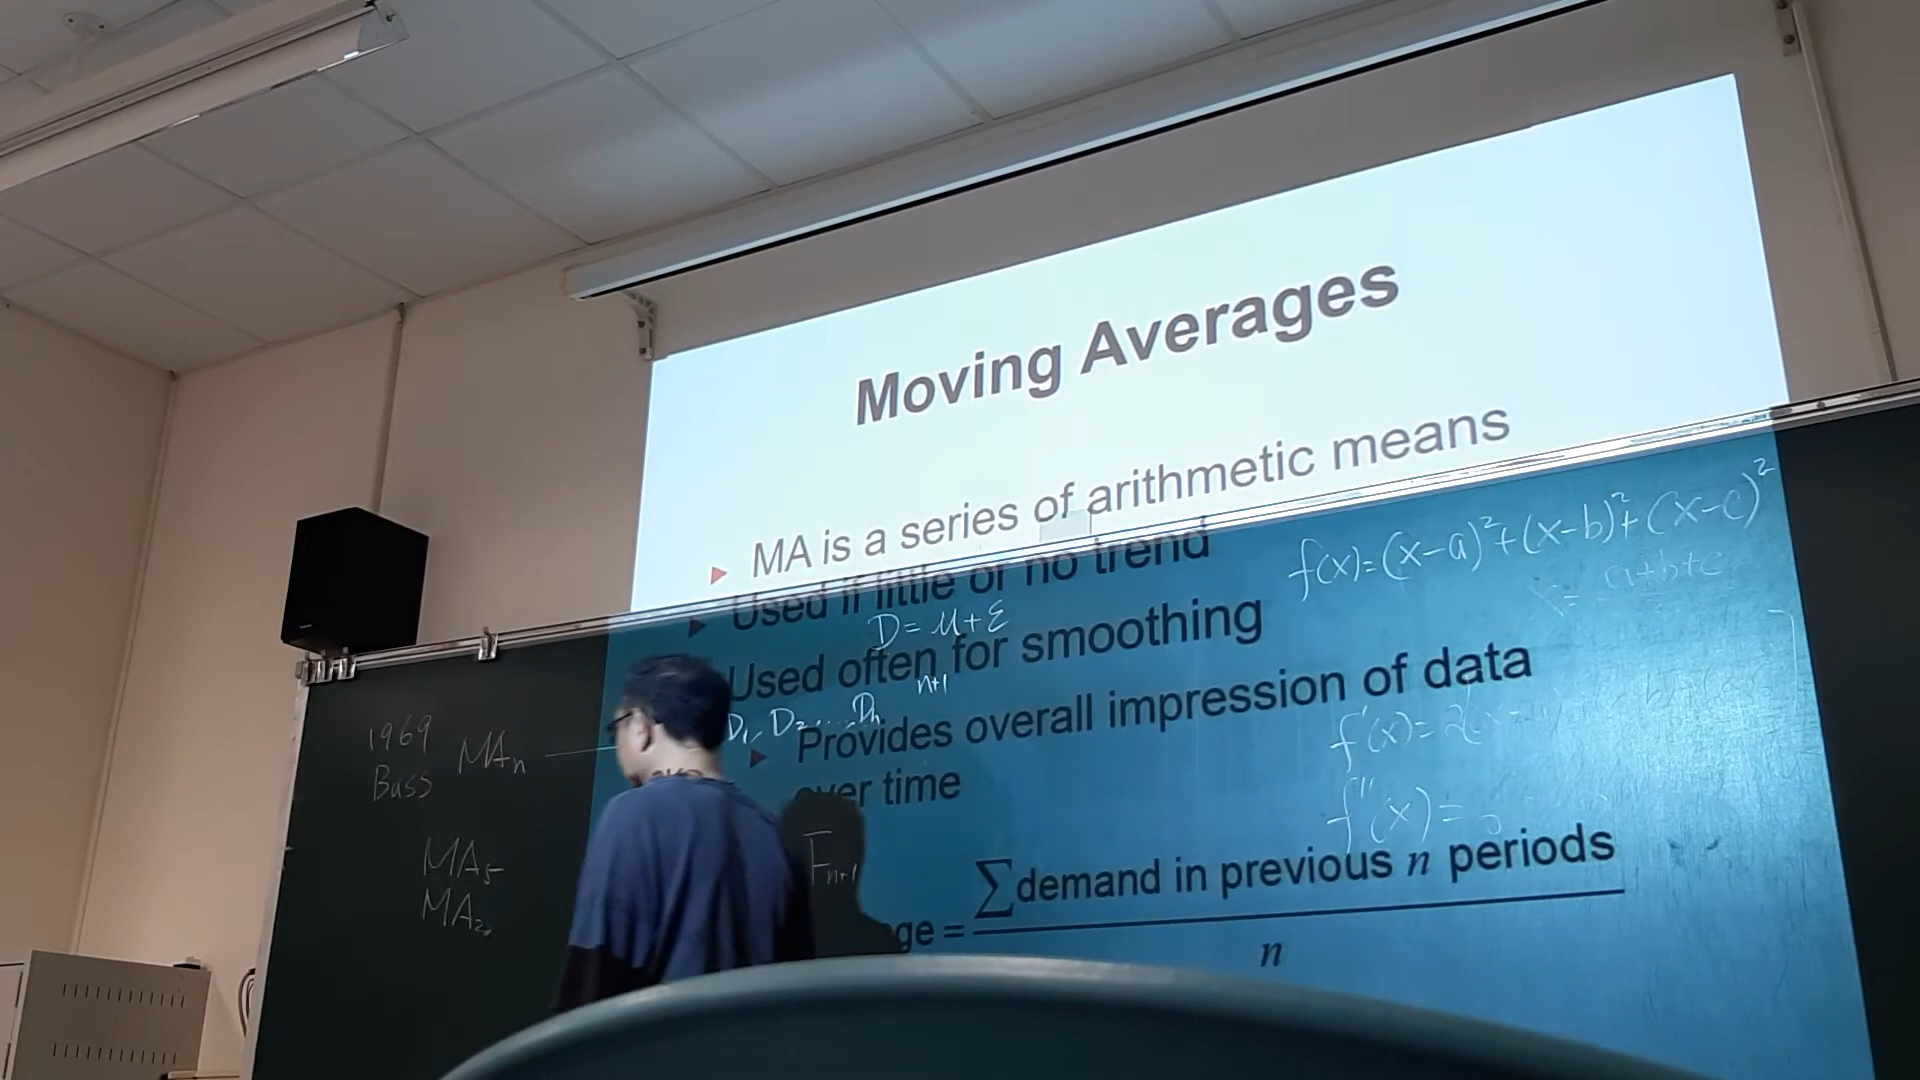 Moving Averages
MA is a series of arithmetic means
Used if little or no trend
D = μ + ε
Used often for smoothing
n+1
D₁, D₂, ... Dₙ
Provides overall impression of data
over time
Fₙ₊₁
= ∑demand in previous n periods
n
1969
Bass
MAₙ
MA₅
MA₂
f(x)=(x-a)²+(x-b)²+(x-c)²
x = a+b+c
f'(x)=2(x-
f''(x)=